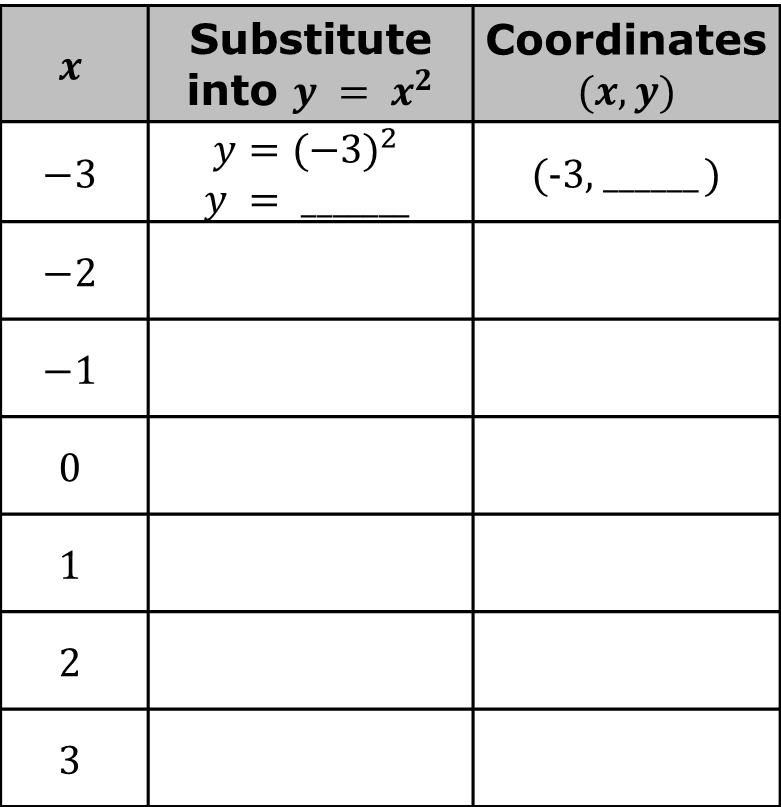 x
Substitute
into y = x²
Coordinates
(x, y)
−3
y = (−3)²
y = ______
(-3, ______)
−2
−1
0
1
2
3